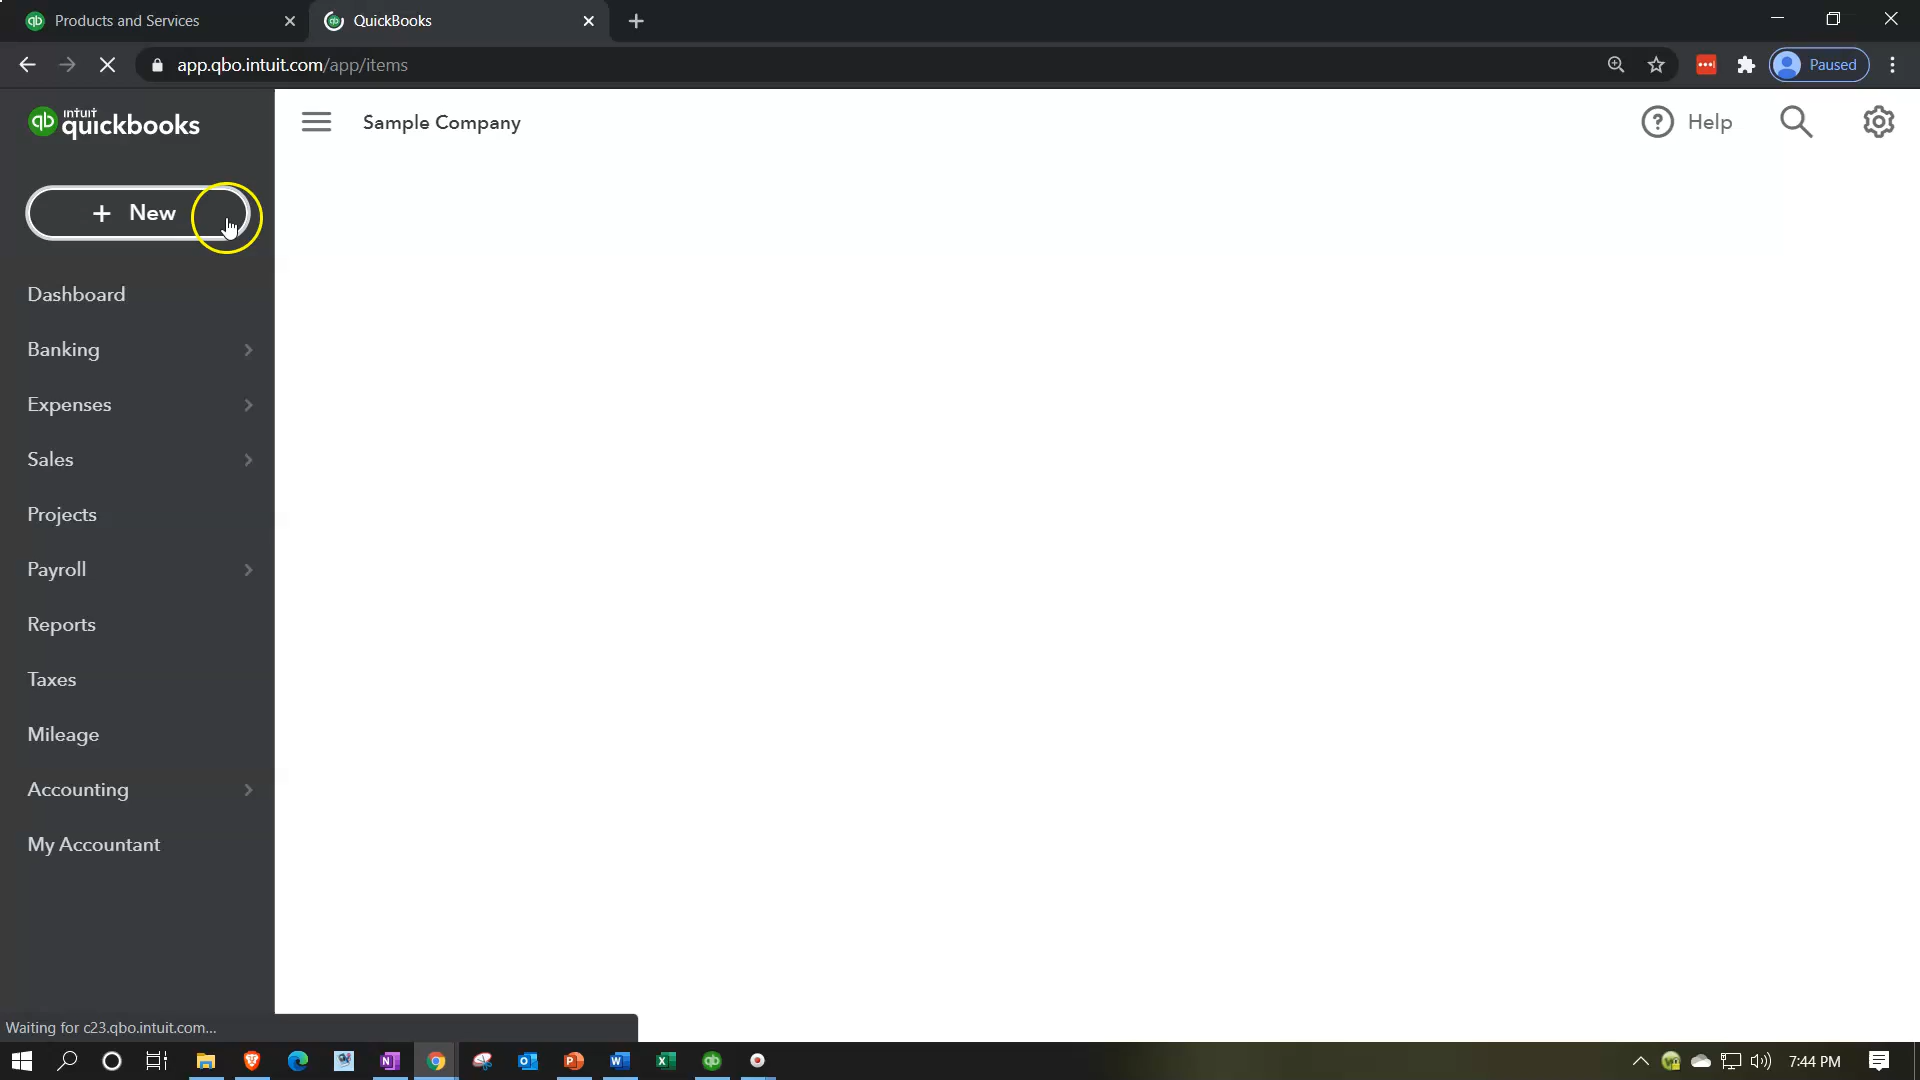 Products and Services
QuickBooks
app.qbo.intuit.com/app/items
Paused
qb intuit quickbooks
Sample Company
? Help
+ New
Dashboard
Banking
Expenses
Sales
Projects
Payroll
Reports
Taxes
Mileage
Accounting
My Accountant
Waiting for c23.qbo.intuit.com...
7:44 PM